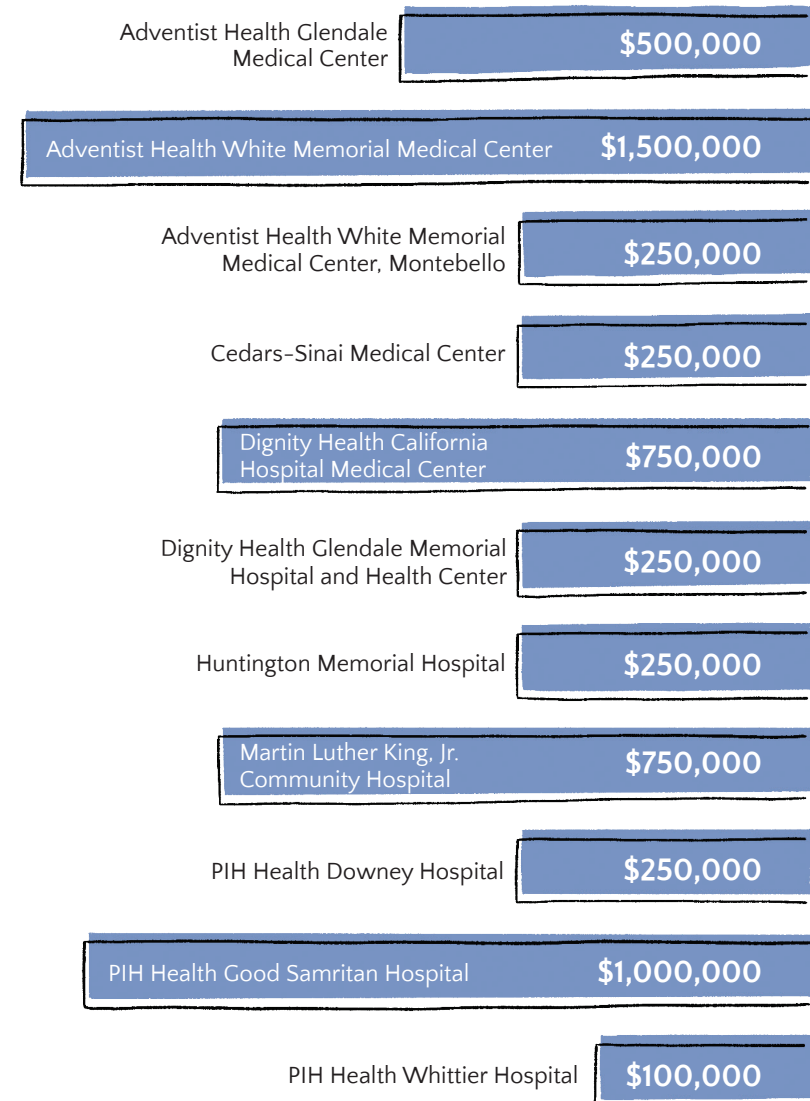 Adventist Health Glendale
Medical Center
$500,000
Adventist Health White Memorial Medical Center $1,500,000
Adventist Health White Memorial
Medical Center, Montebello
$250,000
Cedars-Sinai Medical Center $250,000
Dignity Health California
Hospital Medical Center
$750,000
Dignity Health Glendale Memorial
Hospital and Health Center
$250,000
Huntington Memorial Hospital $250,000
Martin Luther King, Jr.
Community Hospital
$750,000
PIH Health Downey Hospital $250,000
PIH Health Good Samritan Hospital $1,000,000
PIH Health Whittier Hospital $100,000